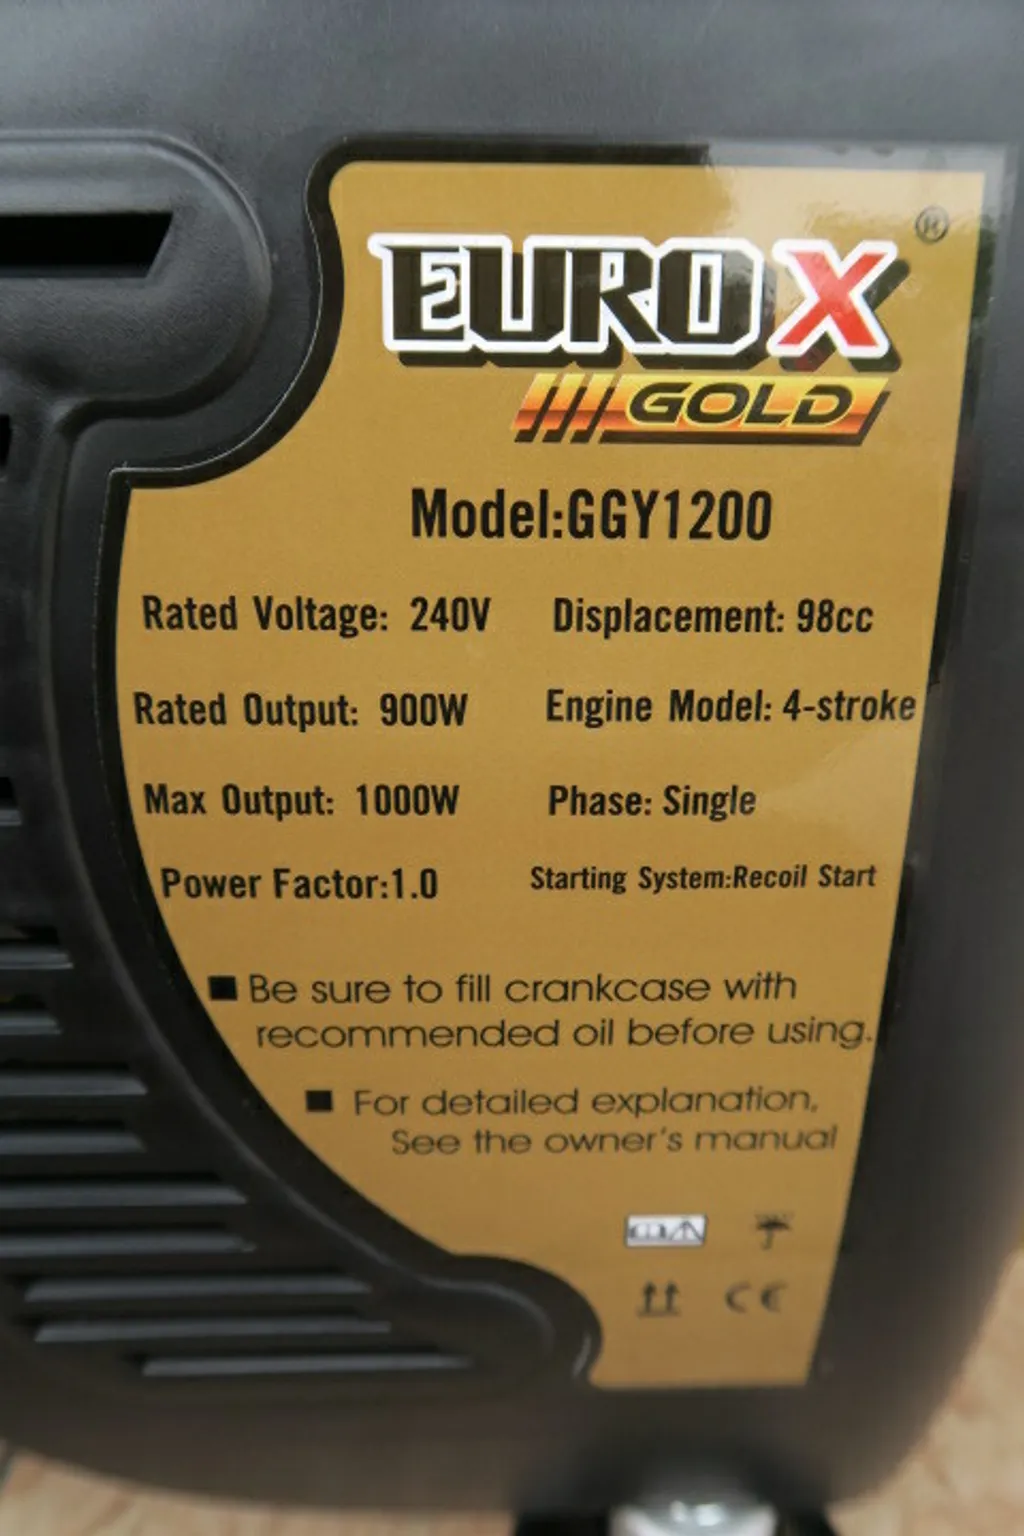 EURO X ®
GOLD
Model:GGY1200
Rated Voltage: 240V Displacement: 98cc
Rated Output: 900W Engine Model: 4-stroke
Max Output: 1000W Phase: Single
Power Factor:1.0 Starting System:Recoil Start
■ Be sure to fill crankcase with
recommended oil before using.
■ For detailed explanation,
See the owner's manual
CE